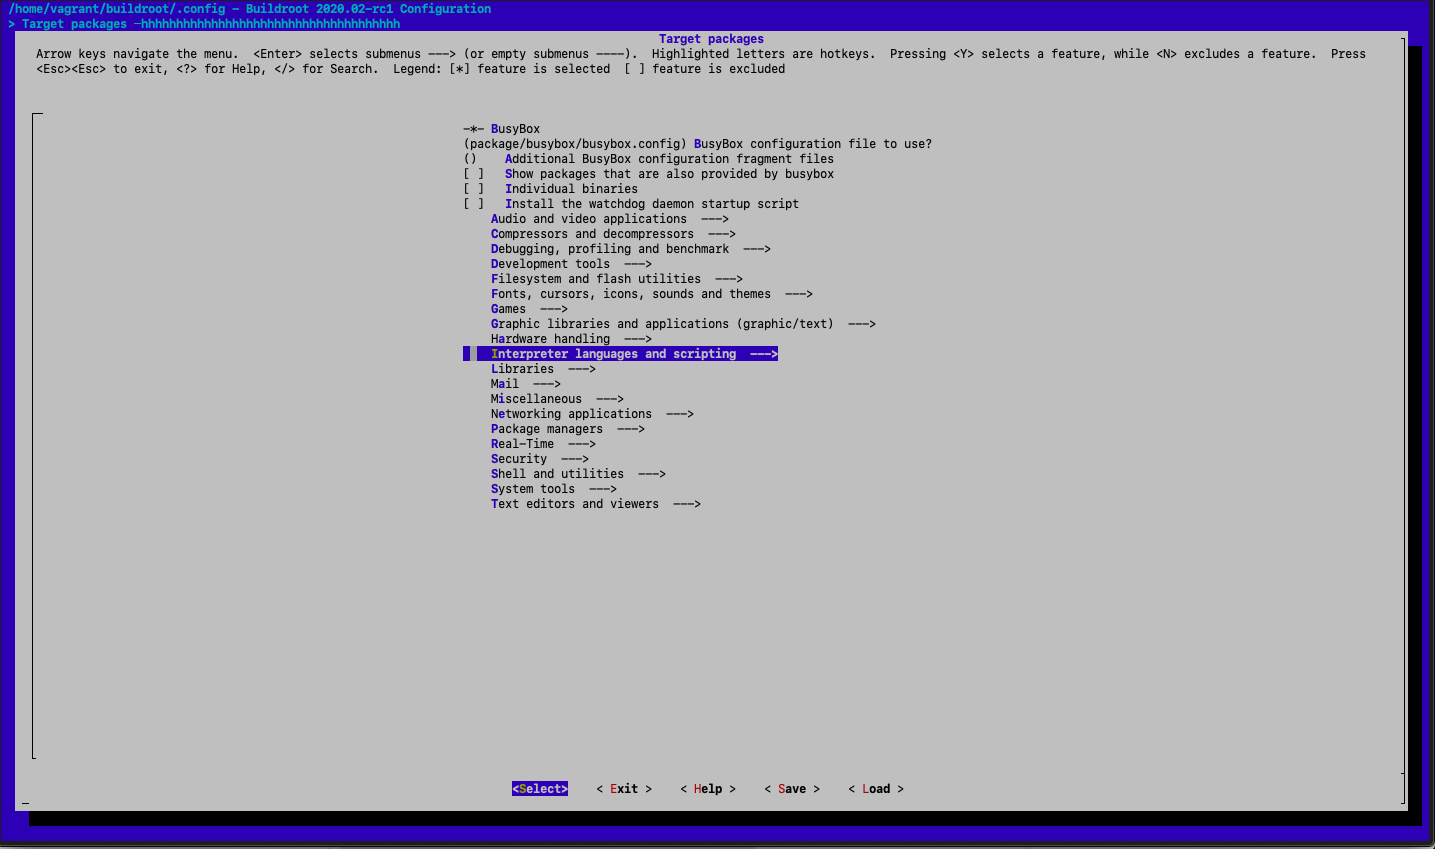 /home/vagrant/buildroot/.config - Buildroot 2020.02-rc1 Configuration
> Target packages -hhhhhhhhhhhhhhhhhhhhhhhhhhhhhhhhhhhhh
Target packages
Arrow keys navigate the menu.  <Enter> selects submenus ---> (or empty submenus ----).  Highlighted letters are hotkeys.  Pressing <Y> selects a feature, while <N> excludes a feature.  Press
<Esc><Esc> to exit, <?> for Help, </> for Search.  Legend: [*] feature is selected  [ ] feature is excluded
-*- BusyBox
(package/busybox/busybox.config) BusyBox configuration file to use?
()    Additional BusyBox configuration fragment files
[ ]   Show packages that are also provided by busybox
[ ]   Individual binaries
[ ]   Install the watchdog daemon startup script
Audio and video applications  --->
Compressors and decompressors  --->
Debugging, profiling and benchmark  --->
Development tools  --->
Filesystem and flash utilities  --->
Fonts, cursors, icons, sounds and themes  --->
Games  --->
Graphic libraries and applications (graphic/text)  --->
Hardware handling  --->
Interpreter languages and scripting  --->
Libraries  --->
Mail  --->
Miscellaneous  --->
Networking applications  --->
Package managers  --->
Real-Time  --->
Security  --->
Shell and utilities  --->
System tools  --->
Text editors and viewers  --->
<Select>    < Exit >    < Help >    < Save >    < Load >